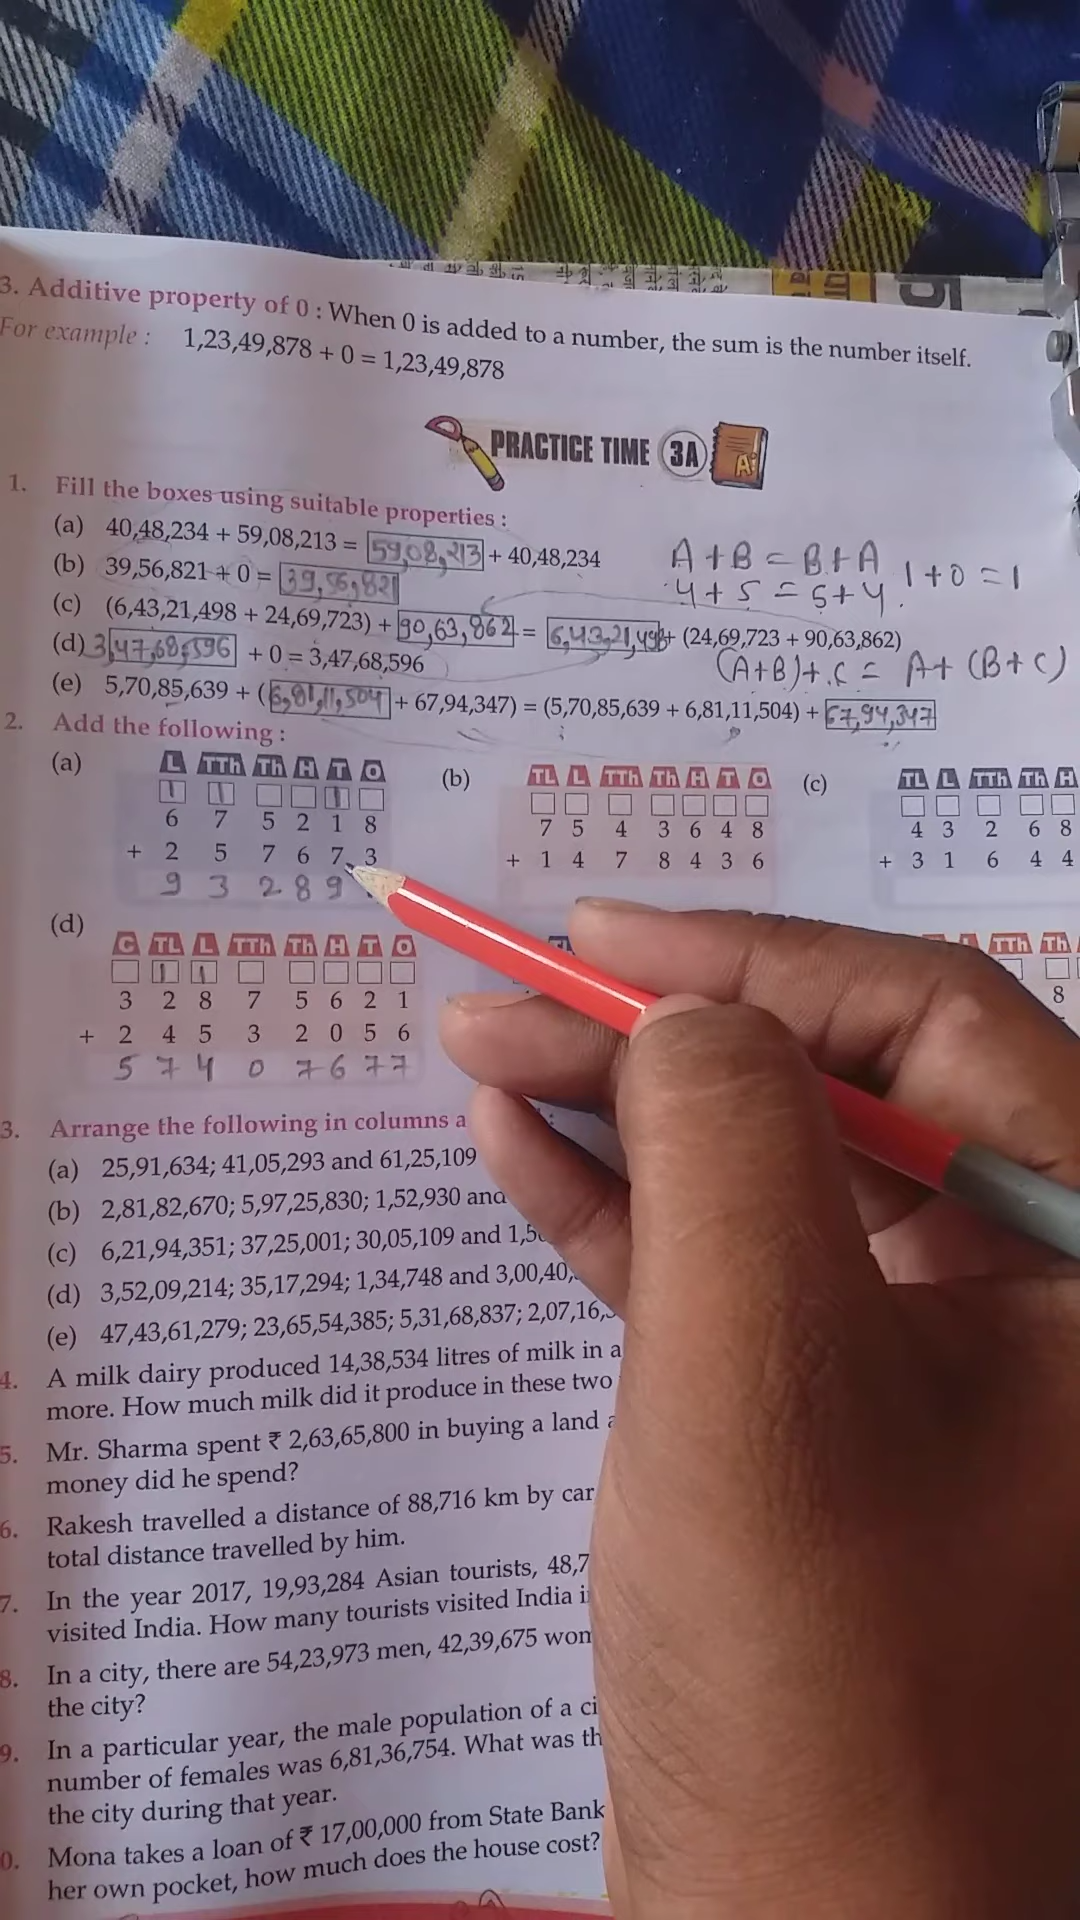 3. Additive property of 0 : When 0 is added to a number, the sum is the number itself.
For example : 1,23,49,878 + 0 = 1,23,49,878
PRACTICE TIME 3A
A
1. Fill the boxes using suitable properties :
(a) 40,48,234 + 59,08,213 = 59,08,213 + 40,48,234
A+B = B+A
(b) 39,56,821 + 0 = 39,56,821
4+5 = 5+4.
1+0 = 1
(c) (6,43,21,498 + 24,69,723) + 90,63,862 = 6,43,21,498 + (24,69,723 + 90,63,862)
(d) 3,47,68,596 + 0 = 3,47,68,596
(A+B)+C = A+(B+C)
(e) 5,70,85,639 + (6,81,11,504 + 67,94,347) = (5,70,85,639 + 6,81,11,504) + 67,94,347
2. Add the following :
(a)
L TTh Th H T O
1 1 1
6 7 5 2 1 8
+ 2 5 7 6 7 3
9 3 2 8 9
(b)
TL L TTh Th H T O
7 5 4 3 6 4 8
+ 1 4 7 8 4 3 6
(c)
TL L TTh Th H
4 3 2 6 8
+ 3 1 6 4 4
(d)
C TL L TTh Th H T O
1 1
3 2 8 7 5 6 2 1
+ 2 4 5 3 2 0 5 6
5 7 4 0 7 6 7 7
TTh Th
8
3. Arrange the following in columns a
(a) 25,91,634; 41,05,293 and 61,25,109
(b) 2,81,82,670; 5,97,25,830; 1,52,930 and
(c) 6,21,94,351; 37,25,001; 30,05,109 and 1,5
(d) 3,52,09,214; 35,17,294; 1,34,748 and 3,00,40,
(e) 47,43,61,279; 23,65,54,385; 5,31,68,837; 2,07,16,
4. A milk dairy produced 14,38,534 litres of milk in a
more. How much milk did it produce in these two
5. Mr. Sharma spent ₹ 2,63,65,800 in buying a land a
money did he spend?
6. Rakesh travelled a distance of 88,716 km by car
total distance travelled by him.
7. In the year 2017, 19,93,284 Asian tourists, 48,7
visited India. How many tourists visited India i
8. In a city, there are 54,23,973 men, 42,39,675 wom
the city?
9. In a particular year, the male population of a ci
number of females was 6,81,36,754. What was th
the city during that year.
0. Mona takes a loan of ₹ 17,00,000 from State Bank
her own pocket, how much does the house cost?